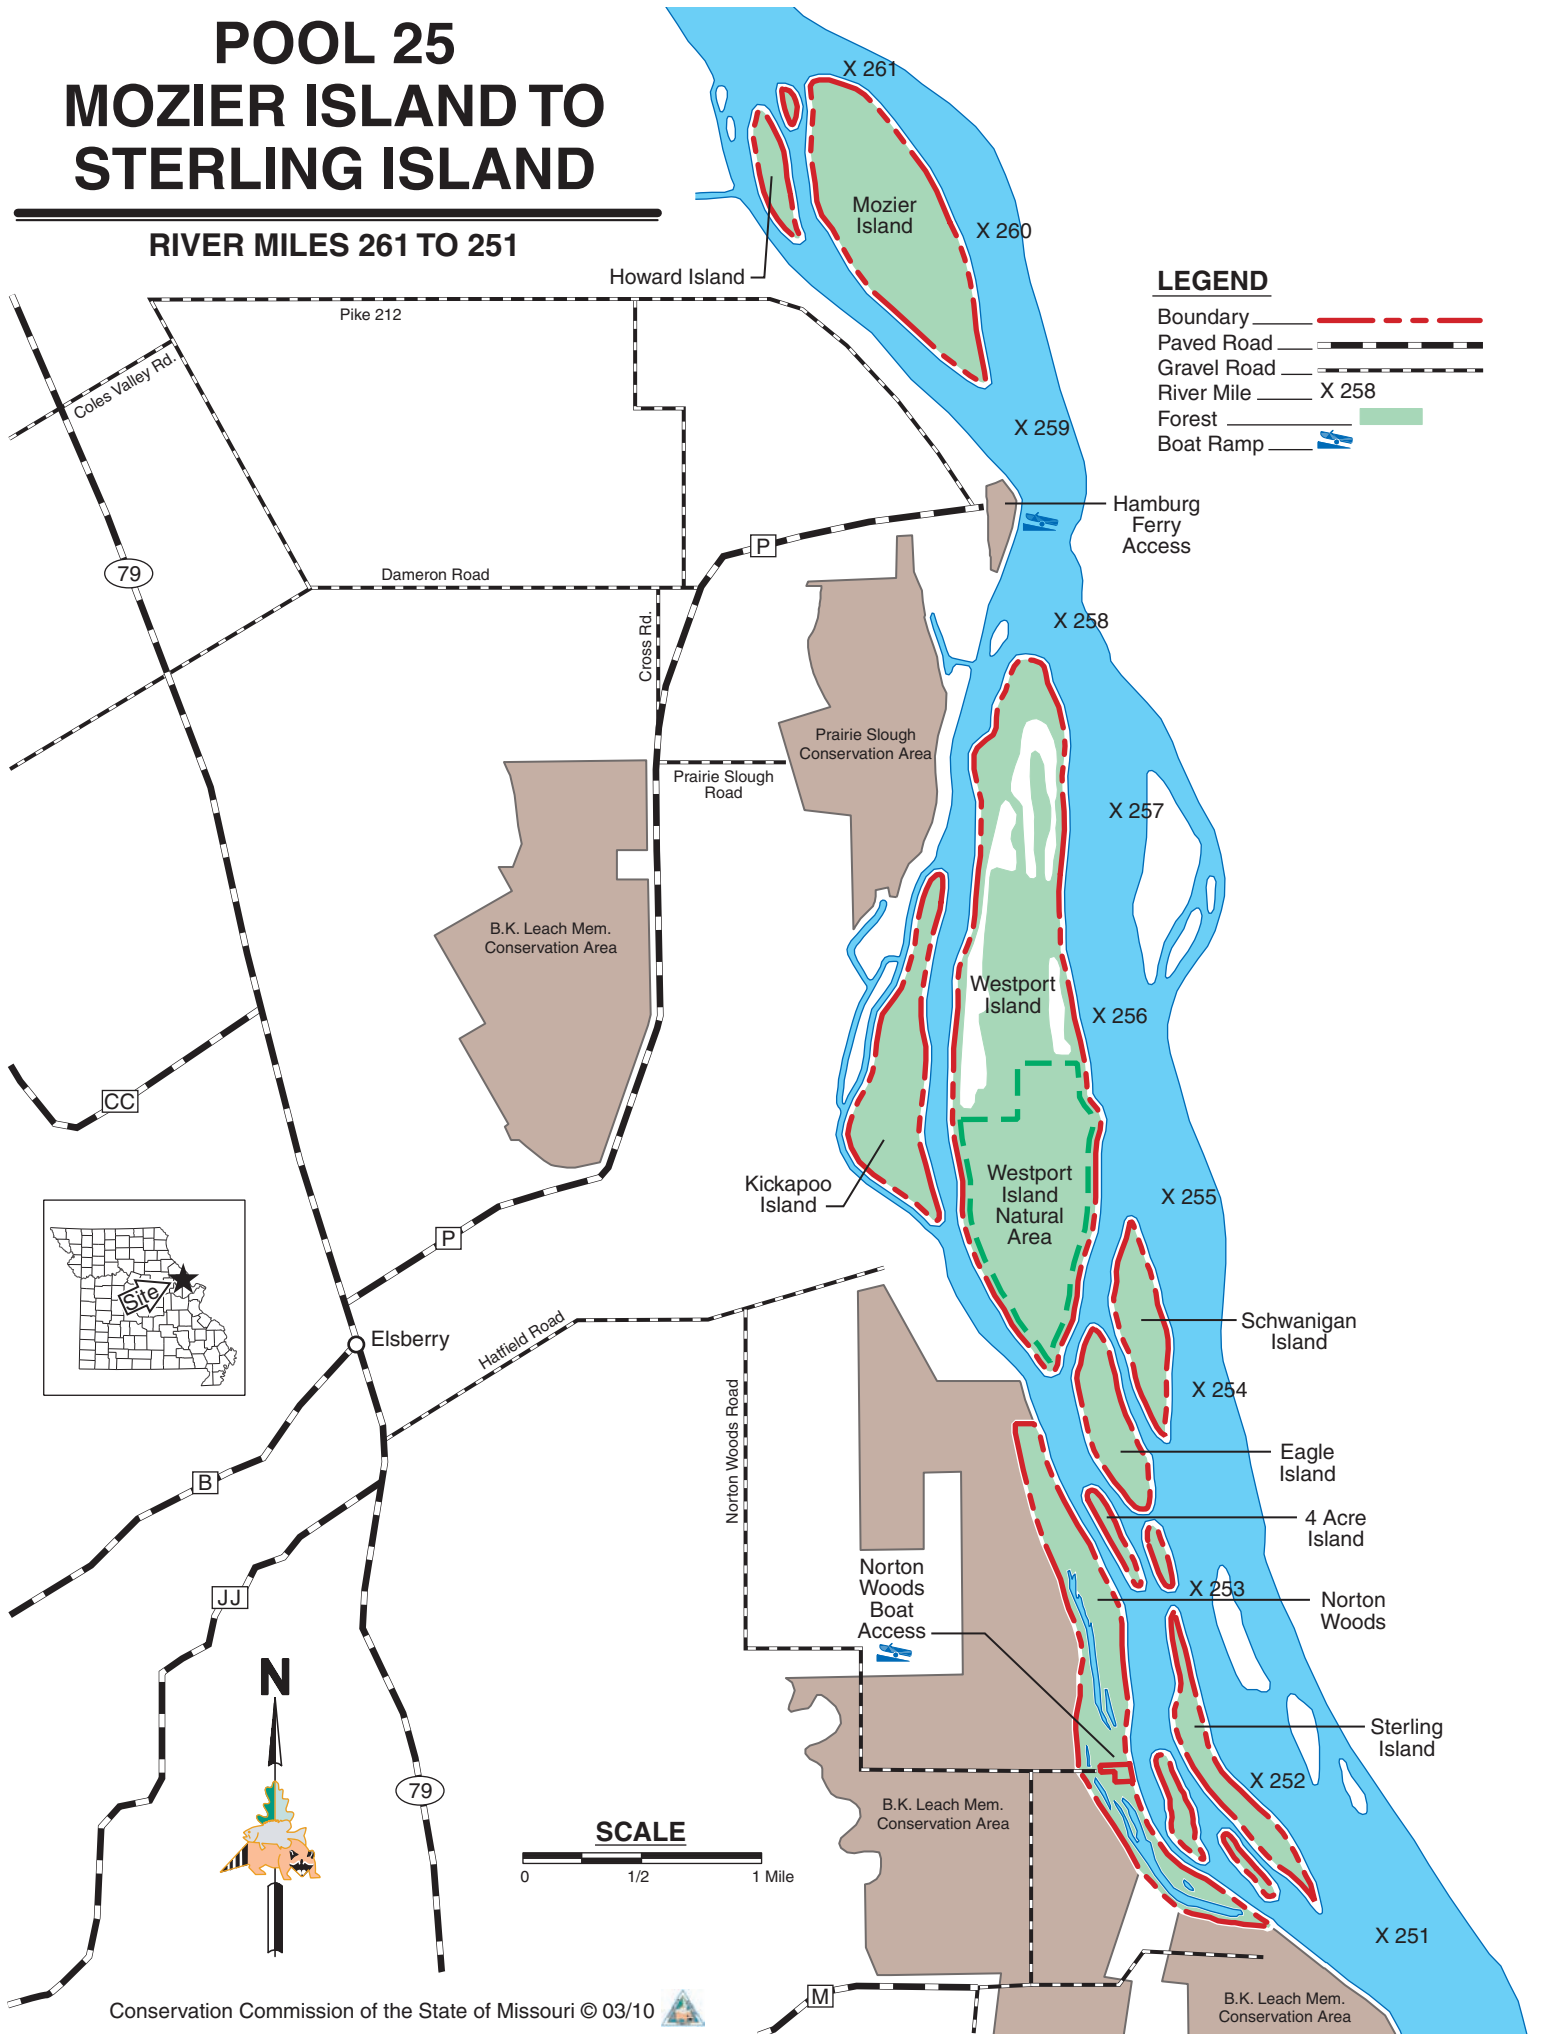 POOL 25
MOZIER ISLAND TO
STERLING ISLAND
RIVER MILES 261 TO 251
X 261
Mozier
Island
X 260
Howard Island
LEGEND
Boundary
Paved Road
Gravel Road
River Mile X 258
Forest
Boat Ramp
Pike 212
Coles Valley Rd.
X 259
Hamburg
Ferry
Access
P
79
Dameron Road
Cross Rd.
X 258
Prairie Slough
Conservation Area
Prairie Slough
Road
X 257
B.K. Leach Mem.
Conservation Area
Westport
Island
X 256
CC
Kickapoo
Island
Westport
Island
Natural
Area
X 255
P
Site
Elsberry
Hatfield Road
Schwanigan
Island
X 254
Norton Woods Road
Eagle
Island
B
4 Acre
Island
Norton
Woods
Boat
Access
X 253
Norton
Woods
JJ
N
Sterling
Island
X 252
79
B.K. Leach Mem.
Conservation Area
SCALE
0 1/2 1 Mile
X 251
M
B.K. Leach Mem.
Conservation Area
Conservation Commission of the State of Missouri © 03/10